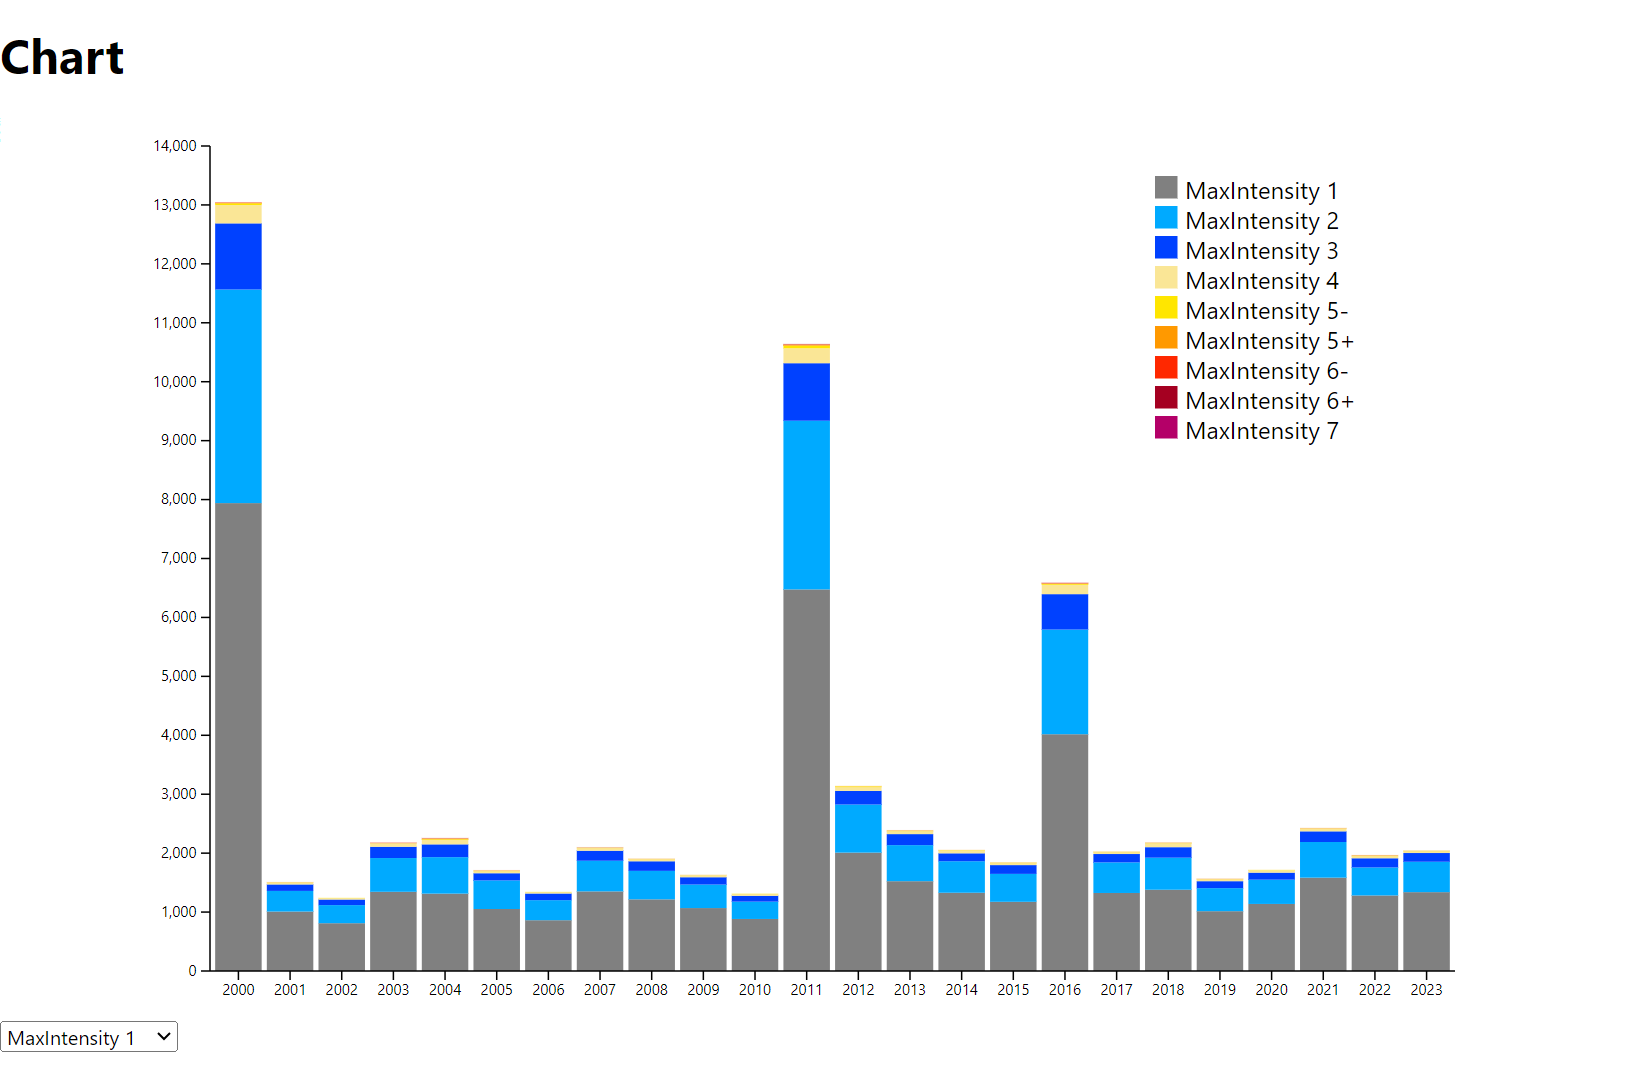 Chart
14,000
13,000
12,000
11,000
10,000
9,000
8,000
7,000
6,000
5,000
4,000
3,000
2,000
1,000
0
MaxIntensity 1
MaxIntensity 2
MaxIntensity 3
MaxIntensity 4
MaxIntensity 5-
MaxIntensity 5+
MaxIntensity 6-
MaxIntensity 6+
MaxIntensity 7
2000 2001 2002 2003 2004 2005 2006 2007 2008 2009 2010 2011 2012 2013 2014 2015 2016 2017 2018 2019 2020 2021 2022 2023
MaxIntensity 1